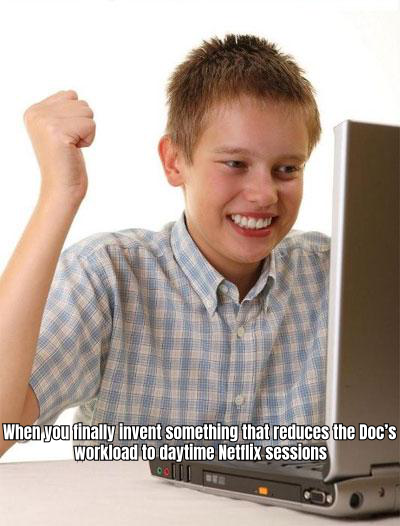 When you finally invent something that reduces the Doc's
workload to daytime Netflix sessions